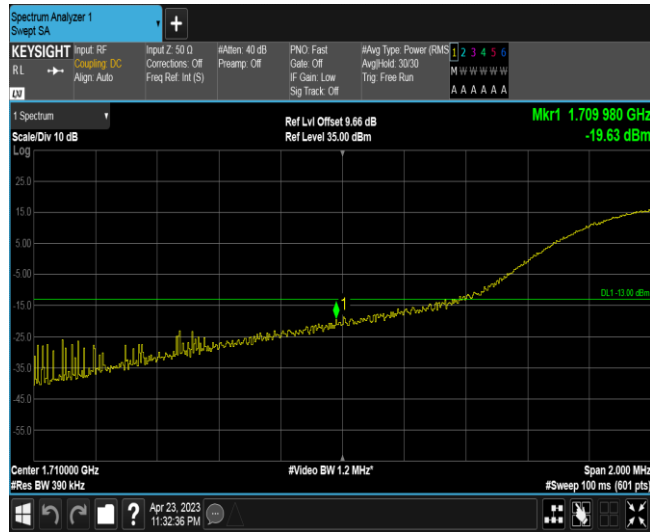 Spectrum Analyzer 1
Swept SA
KEYSIGHT
RL
Input: RF
Coupling: DC
Align: Auto
Input Z: 50 Ω
Corrections: Off
Freq Ref: Int (S)
#Atten: 40 dB
Preamp: Off
PNO: Fast
Gate: Off
IF Gain: Low
Sig Track: Off
#Avg Type: Power (RMS
Avg|Hold: 30/30
Trig: Free Run
1 2 3 4 5 6
M W W W W W
A A A A A A
LXI
1 Spectrum
Scale/Div 10 dB
Log
Ref Lvl Offset 9.66 dB
Ref Level 35.00 dBm
Mkr1 1.709 980 GHz
-19.63 dBm
25.0
15.0
5.00
-5.00
-15.0
-25.0
-35.0
-45.0
-55.0
1
DL1 -13.00 dBm
Center 1.710000 GHz
#Res BW 390 kHz
#Video BW 1.2 MHz*
Span 2.000 MHz
#Sweep 100 ms (601 pts)
?
Apr 23, 2023
11:32:36 PM